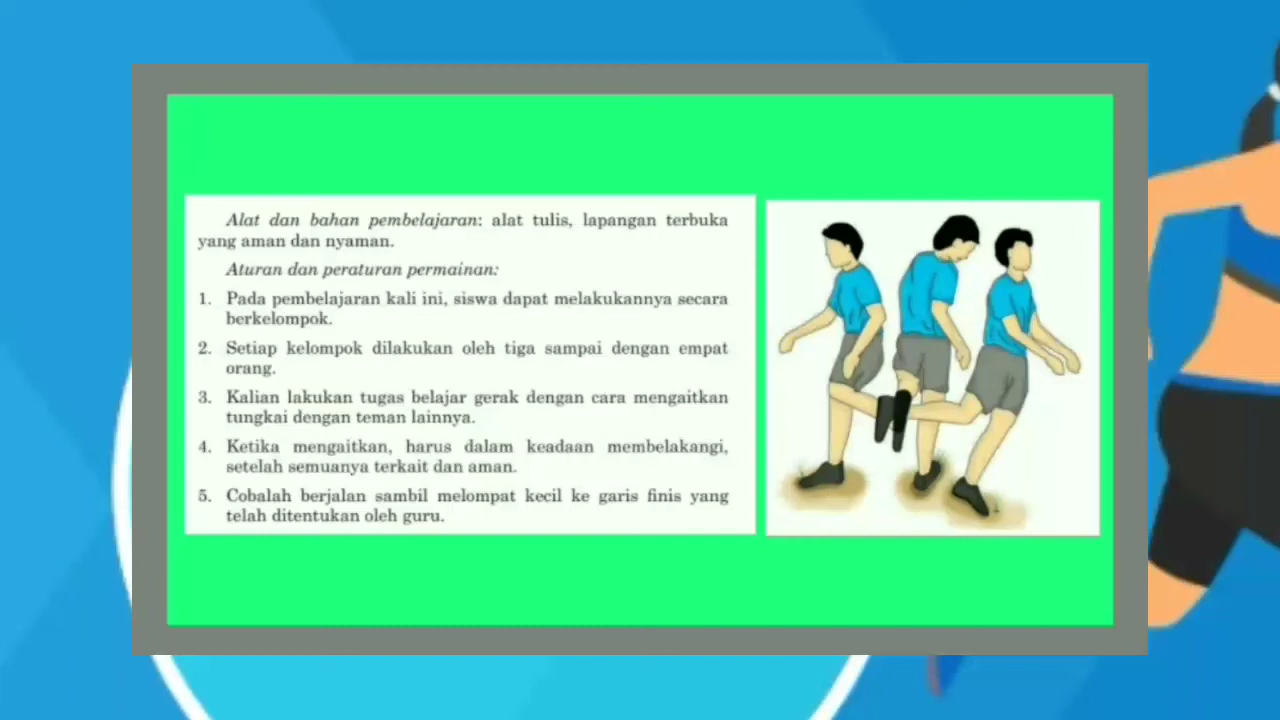 Alat dan bahan pembelajaran: alat tulis, lapangan terbuka
yang aman dan nyaman.
Aturan dan peraturan permainan:
1. Pada pembelajaran kali ini, siswa dapat melakukannya secara
berkelompok.
2. Setiap kelompok dilakukan oleh tiga sampai dengan empat
orang.
3. Kalian lakukan tugas belajar gerak dengan cara mengaitkan
tungkai dengan teman lainnya.
4. Ketika mengaitkan, harus dalam keadaan membelakangi,
setelah semuanya terkait dan aman.
5. Cobalah berjalan sambil melompat kecil ke garis finis yang
telah ditentukan oleh guru.